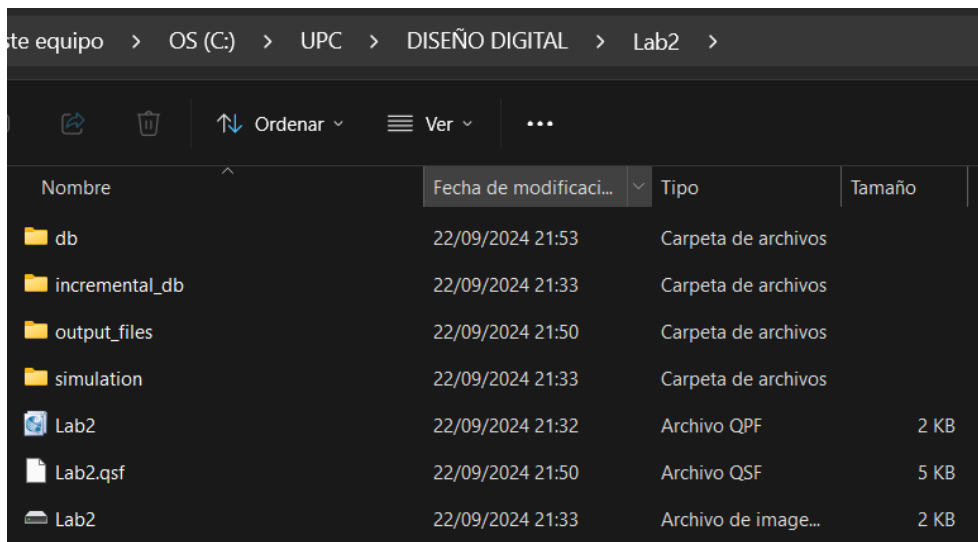 ste equipo > OS (C:) > UPC > DISEÑO DIGITAL > Lab2 >
Ordenar Ver ...
Nombre Fecha de modificaci... Tipo Tamaño
db 22/09/2024 21:53 Carpeta de archivos
incremental_db 22/09/2024 21:33 Carpeta de archivos
output_files 22/09/2024 21:50 Carpeta de archivos
simulation 22/09/2024 21:33 Carpeta de archivos
Lab2 22/09/2024 21:32 Archivo QPF 2 KB
Lab2.qsf 22/09/2024 21:50 Archivo QSF 5 KB
Lab2 22/09/2024 21:33 Archivo de image... 2 KB